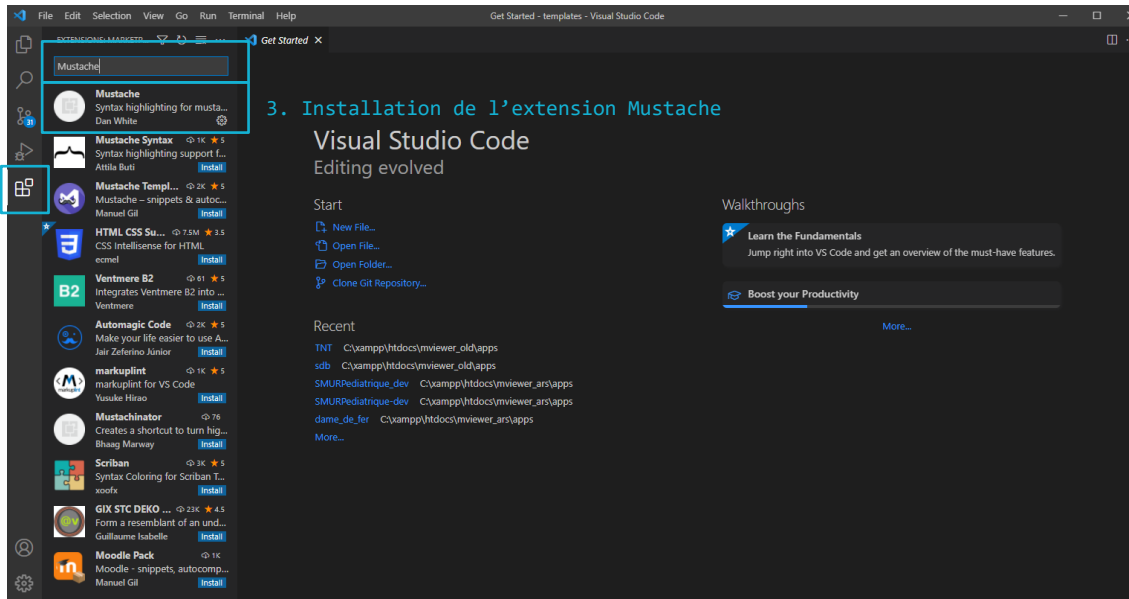 File Edit Selection View Go Run Terminal Help
Get Started - templates - Visual Studio Code
EXTENSIONS: MARKETP...
Get Started
Mustache
Mustache
Syntax highlighting for musta...
Dan White
Mustache Syntax 1K 5
Syntax highlighting support f...
Attila Buti Install
Mustache Templ... 2K 5
Mustache – snippets & autoc...
Manuel Gil Install
HTML CSS Su... 7.5M 3.5
CSS Intellisense for HTML
ecmel Install
Ventmere B2 61 5
B2
Integrates Ventmere B2 into ...
Ventmere Install
Automagic Code 2K 5
Make your life easier to use A...
Jair Zeferino Júnior Install
markuplint 1K 5
markuplint for VS Code
Yusuke Hirao Install
Mustachinator 76
Creates a shortcut to turn hig...
Bhaag Marway Install
Scriban 3K 5
Syntax Coloring for Scriban T...
xoofx Install
GIX STC DEKO ... 23K 4.5
Form a resemblant of an und...
Guillaume Isabelle Install
Moodle Pack 1K
Moodle - snippets, autocomp...
Manuel Gil Install
31
3. Installation de l’extension Mustache
Visual Studio Code
Editing evolved
Start
New File...
Open File...
Open Folder...
Clone Git Repository...
Recent
TNT C:\xampp\htdocs\mviewer_old\apps
sdb C:\xampp\htdocs\mviewer_old\apps
SMURPediatrique_dev C:\xampp\htdocs\mviewer_ars\apps
SMURPediatrique-dev C:\xampp\htdocs\mviewer_ars\apps
dame_de_fer C:\xampp\htdocs\mviewer_ars\apps
More...
Walkthroughs
Learn the Fundamentals
Jump right into VS Code and get an overview of the must-have features.
Boost your Productivity
More...